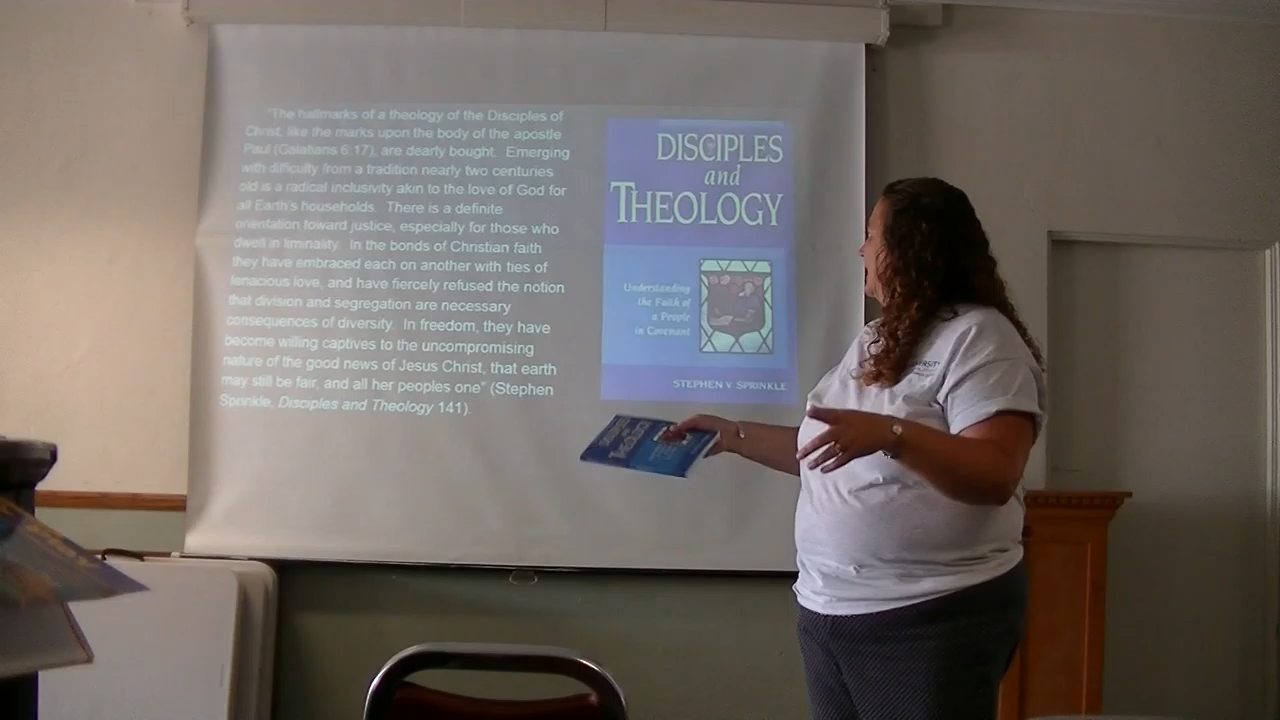 "The hallmarks of a theology of the Disciples of
Christ, like the marks upon the body of the apostle
Paul (Galatians 6:17), are dearly bought. Emerging
with difficulty from a tradition nearly two centuries
old is a radical inclusivity akin to the love of God for
all Earth's households. There is a definite
orientation toward justice, especially for those who
dwell in liminality. In the bonds of Christian faith
they have embraced each on another with ties of
tenacious love, and have fiercely refused the notion
that division and segregation are necessary
consequences of diversity. In freedom, they have
become willing captives to the uncompromising
nature of the good news of Jesus Christ, that earth
may still be fair, and all her peoples one" (Stephen
Sprinkle, Disciples and Theology 141).
DISCIPLES
and
THEOLOGY
Understanding
the Faith of
a People
in Covenant
STEPHEN V. SPRINKLE
THEOLOGY